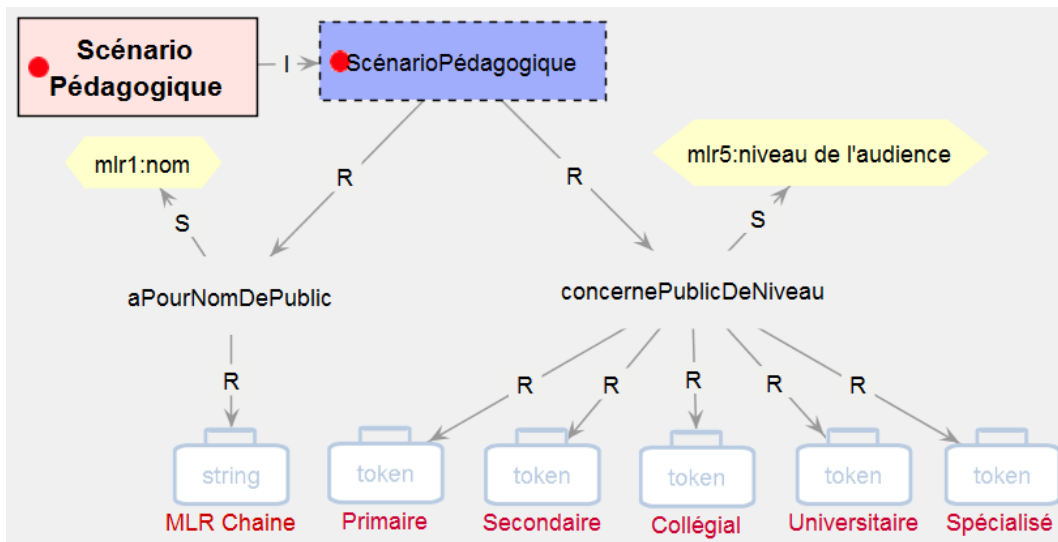 Scénario
Pédagogique
I
ScénarioPédagogique
mlr1:nom
mlr5:niveau de l'audience
R
R
S
S
aPourNomDePublic
concernePublicDeNiveau
R
R
R
R
R
R
string
token
token
token
token
token
MLR Chaine
Primaire
Secondaire
Collégial
Universitaire
Spécialisé